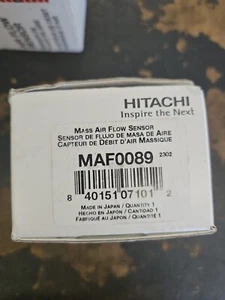 HITACHI
Inspire the Next
MASS AIR FLOW SENSOR
SENSOR DE FLUJO DE MASA DE AIRE
CAPTEUR DE DÉBIT D'AIR MASSIQUE
MAF0089 2302
8 40151 07101 2
MADE IN JAPAN / QUANTITY 1
HECHO EN JAPÓN / CANTIDAD 1
FABRIQUÉ AU JAPON / QUANTITÉ 1